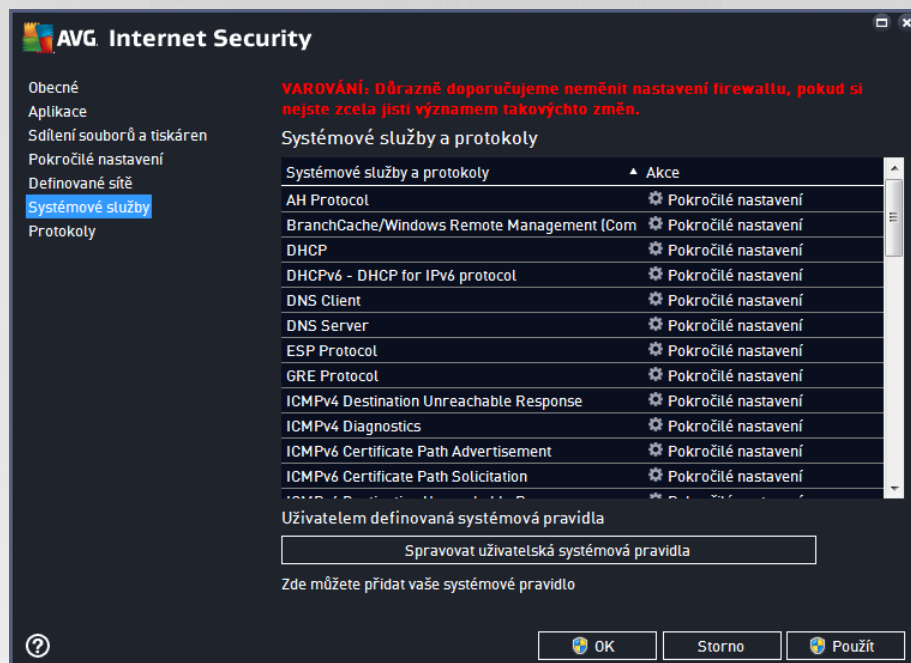 AVG Internet Security
Obecné
Aplikace
Sdílení souborů a tiskáren
Pokročilé nastavení
Definované sítě
Systémové služby
Protokoly
VAROVÁNÍ: Důrazně doporučujeme neměnit nastavení firewallu, pokud si
nejste zcela jisti významem takovýchto změn.
Systémové služby a protokoly
Systémové služby a protokoly Akce
AH Protocol Pokročilé nastavení
BranchCache/Windows Remote Management (Com Pokročilé nastavení
DHCP Pokročilé nastavení
DHCPv6 - DHCP for IPv6 protocol Pokročilé nastavení
DNS Client Pokročilé nastavení
DNS Server Pokročilé nastavení
ESP Protocol Pokročilé nastavení
GRE Protocol Pokročilé nastavení
ICMPv4 Destination Unreachable Response Pokročilé nastavení
ICMPv4 Diagnostics Pokročilé nastavení
ICMPv6 Certificate Path Advertisement Pokročilé nastavení
ICMPv6 Certificate Path Solicitation Pokročilé nastavení
Uživatelem definovaná systémová pravidla
Spravovat uživatelská systémová pravidla
Zde můžete přidat vaše systémové pravidlo
OK Storno Použít